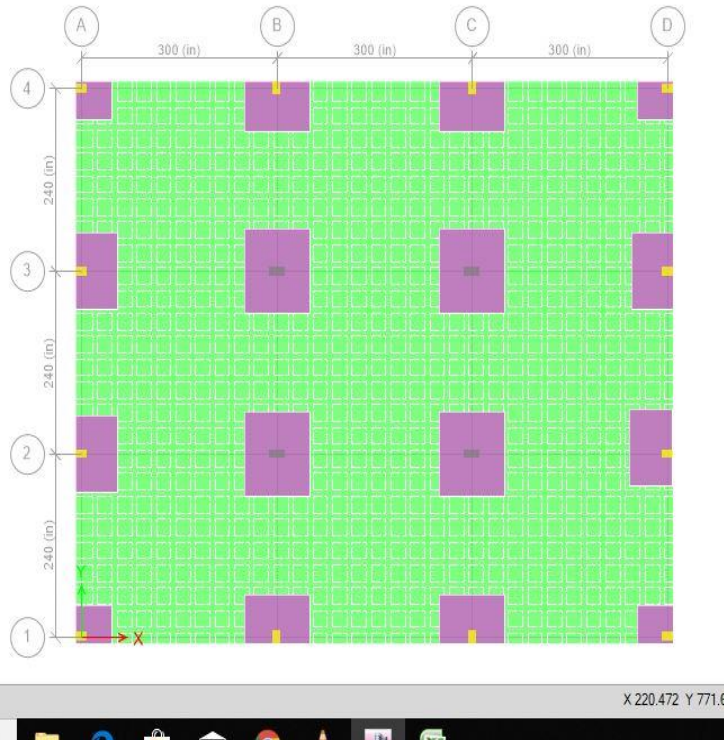 A B C D
300 (in) 300 (in) 300 (in)
4
240 (in)
3
240 (in)
2
240 (in)
Y
1 X
X 220.472 Y 771.6